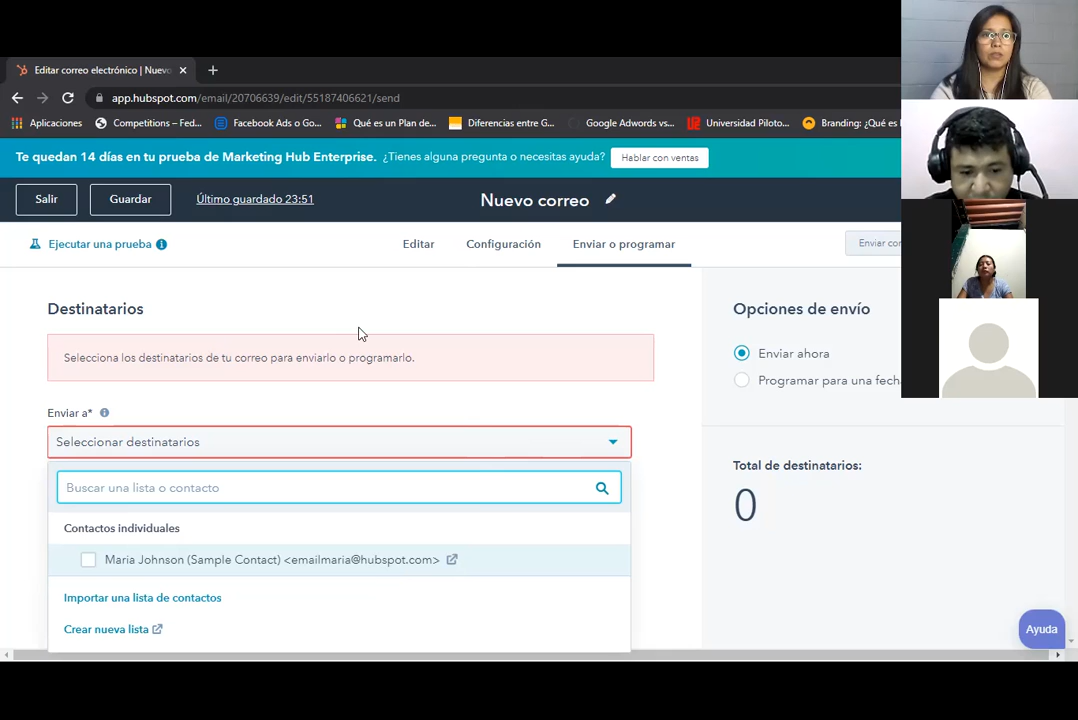 Editar correo electrónico | Nuevo
app.hubspot.com/email/20706639/edit/55187406621/send
Aplicaciones
Competitions – Fed...
Facebook Ads o Go...
Qué es un Plan de...
Diferencias entre G...
Google Adwords vs...
Universidad Piloto...
Branding: ¿Qué es
Te quedan 14 días en tu prueba de Marketing Hub Enterprise. ¿Tienes alguna pregunta o necesitas ayuda? Hablar con ventas
Salir
Guardar
Último guardado 23:51
Nuevo correo
Ejecutar una prueba
Editar
Configuración
Enviar o programar
Enviar
Destinatarios
Selecciona los destinatarios de tu correo para enviarlo o programarlo.
Enviar a*
Seleccionar destinatarios
Buscar una lista o contacto
Contactos individuales
Maria Johnson (Sample Contact) <emailmaria@hubspot.com>
Importar una lista de contactos
Crear nueva lista
Opciones de envío
Enviar ahora
Programar para una fecha
Total de destinatarios:
0
Ayuda